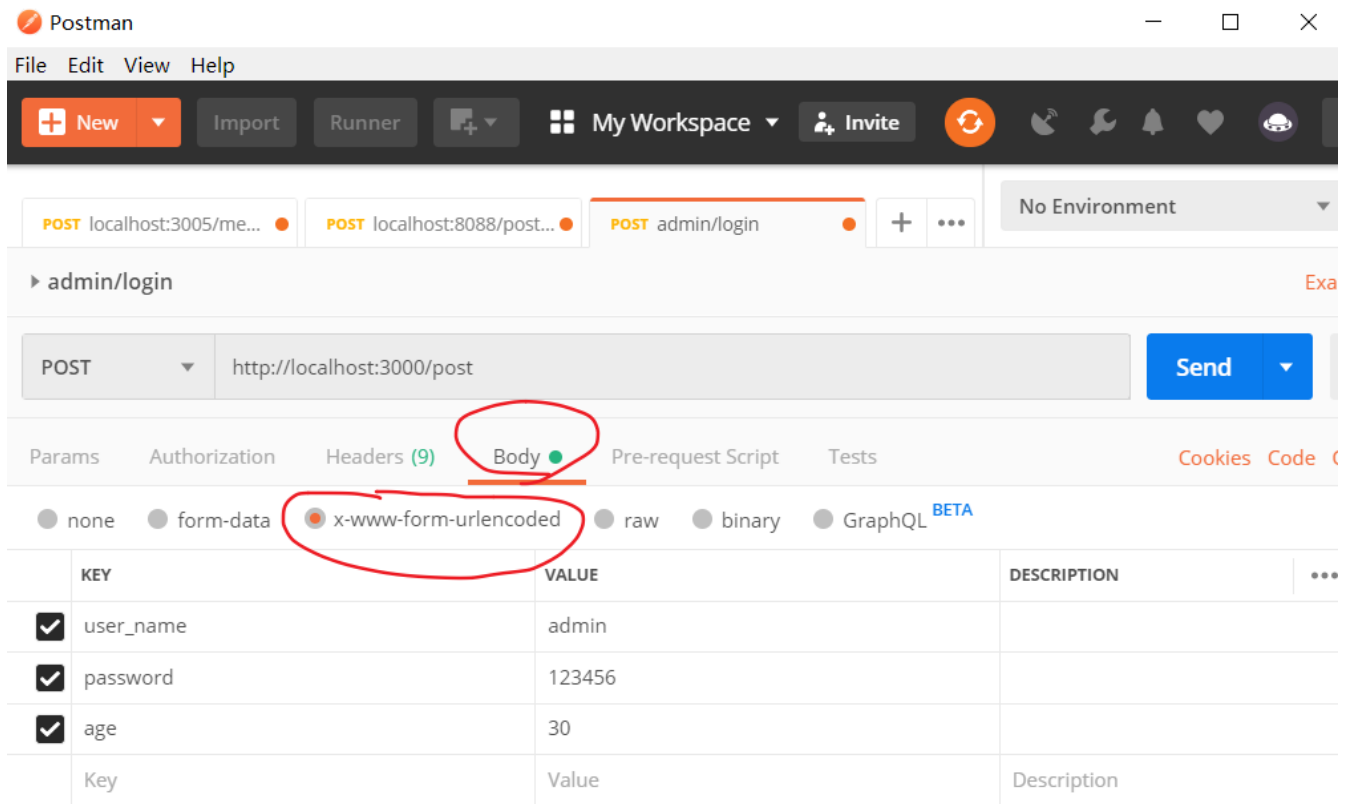 Postman
File Edit View Help
New Import Runner My Workspace Invite
POST localhost:3005/me... POST localhost:8088/post... POST admin/login No Environment
admin/login Exa
POST http://localhost:3000/post Send
Params Authorization Headers (9) Body Pre-request Script Tests Cookies Code
none form-data x-www-form-urlencoded raw binary GraphQL BETA
KEY VALUE DESCRIPTION
user_name admin
password 123456
age 30
Key Value Description